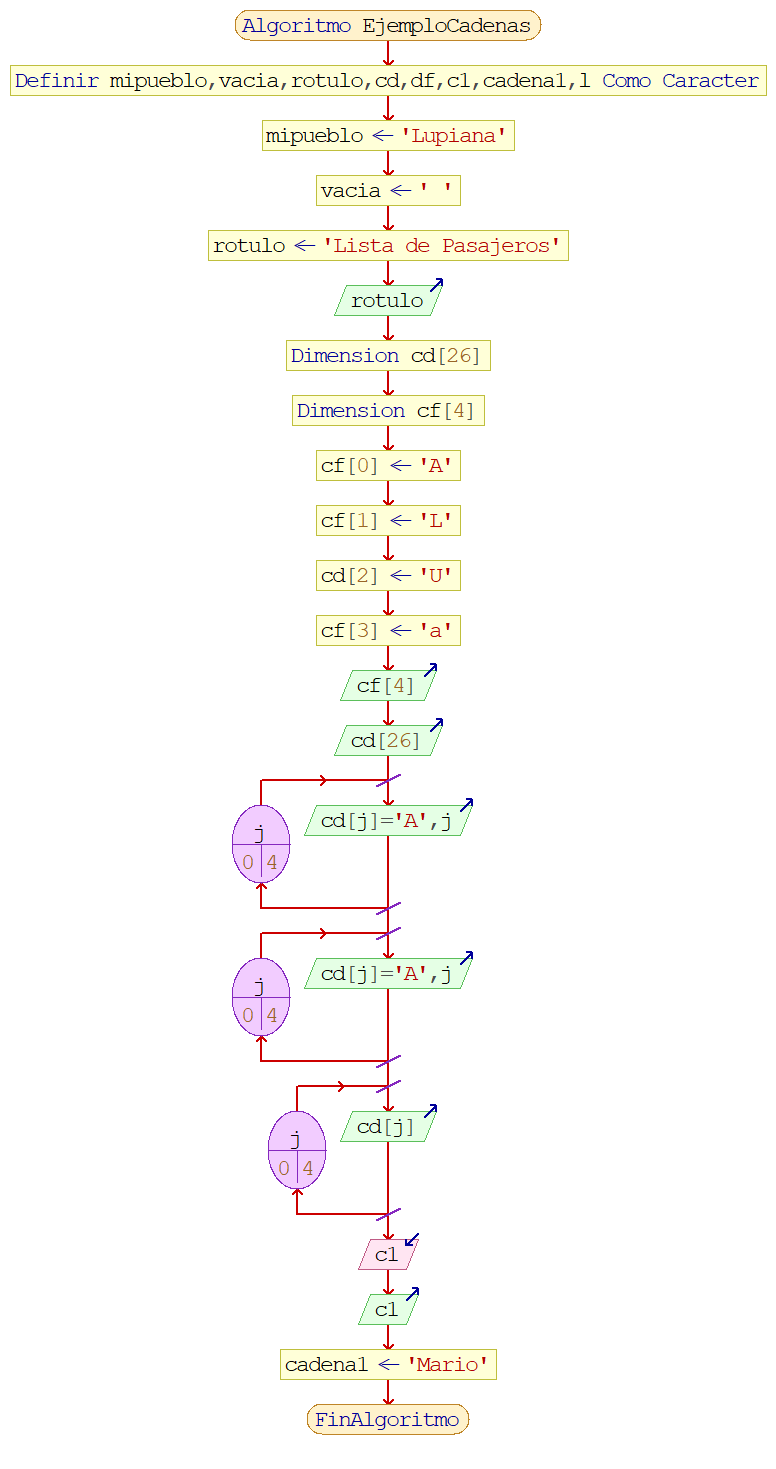 Algoritmo EjemploCadenas
Definir mipueblo,vacia,rotulo,cd,df,c1,cadena1,l Como Caracter
mipueblo ← 'Lupiana'
vacia ← ' '
rotulo ← 'Lista de Pasajeros'
rotulo
Dimension cd[26]
Dimension cf[4]
cf[0] ← 'A'
cf[1] ← 'L'
cd[2] ← 'U'
cf[3] ← 'a'
cf[4]
cd[26]
cd[j]='A',j
j
0 4
cd[j]='A',j
j
0 4
cd[j]
j
0 4
c1
c1
cadena1 ← 'Mario'
FinAlgoritmo